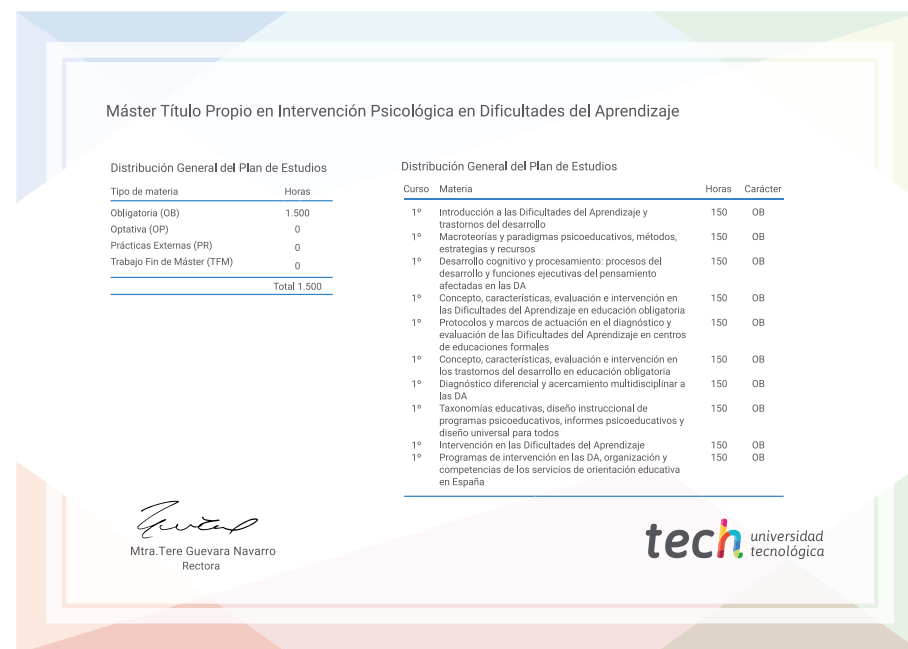 Máster Título Propio en Intervención Psicológica en Dificultades del Aprendizaje
Distribución General del Plan de Estudios
Tipo de materia Horas
Obligatoria (OB) 1.500
Optativa (OP) 0
Prácticas Externas (PR) 0
Trabajo Fin de Máster (TFM) 0
Total 1.500
Distribución General del Plan de Estudios
Curso Materia Horas Carácter
1º Introducción a las Dificultades del Aprendizaje y 150 OB
trastornos del desarrollo
1º Macroteorías y paradigmas psicoeducativos, métodos, 150 OB
estrategias y recursos
1º Desarrollo cognitivo y procesamiento: procesos del 150 OB
desarrollo y funciones ejecutivas del pensamiento
afectadas en las DA
1º Concepto, características, evaluación e intervención en 150 OB
las Dificultades del Aprendizaje en educación obligatoria
1º Protocolos y marcos de actuación en el diagnóstico y 150 OB
evaluación de las Dificultades del Aprendizaje en centros
de educaciones formales
1º Concepto, características, evaluación e intervención en 150 OB
los trastornos del desarrollo en educación obligatoria
1º Diagnóstico diferencial y acercamiento multidisciplinar a 150 OB
las DA
1º Taxonomías educativas, diseño instruccional de 150 OB
programas psicoeducativos, informes psicoeducativos y
diseño universal para todos
1º Intervención en las Dificultades del Aprendizaje 150 OB
1º Programas de intervención en las DA, organización y 150 OB
competencias de los servicios de orientación educativa
en España
Mtra.Tere Guevara Navarro
Rectora
tech universidad
tecnológica